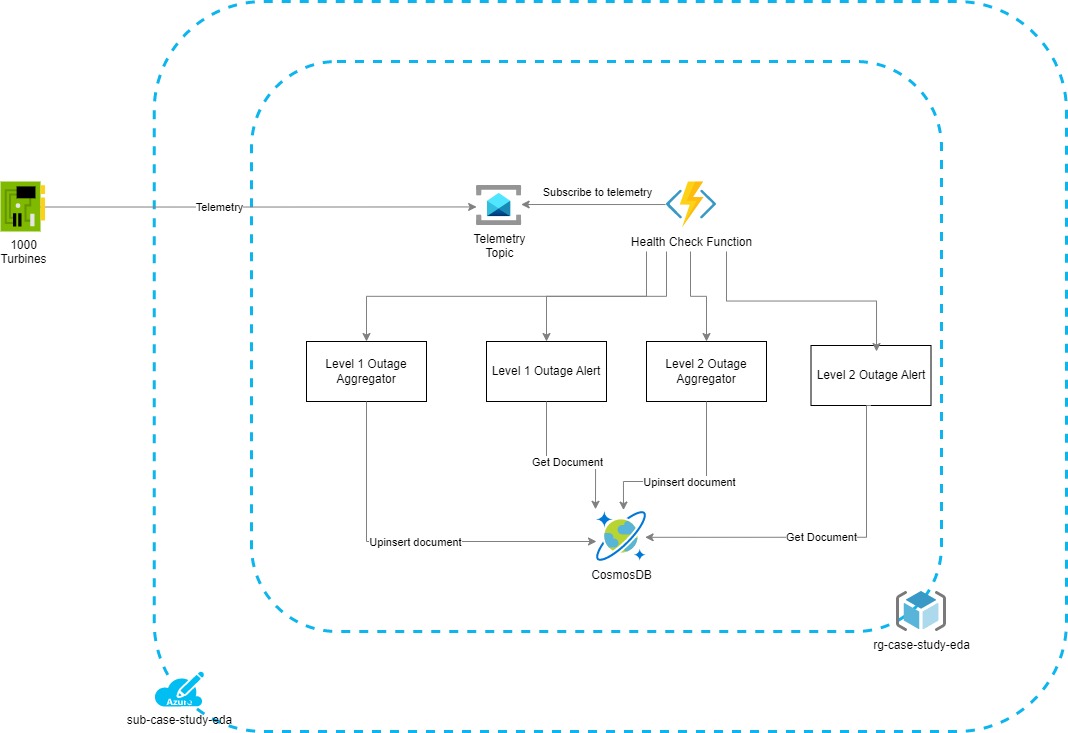 Telemetry
Subscribe to telemetry
1000
Turbines
Telemetry
Topic
Health Check Function
Level 1 Outage
Aggregator
Level 1 Outage Alert
Level 2 Outage
Aggregator
Level 2 Outage Alert
Get Document
Upinsert document
Upinsert document
Get Document
CosmosDB
rg-case-study-eda
Azure
sub-case-study-eda